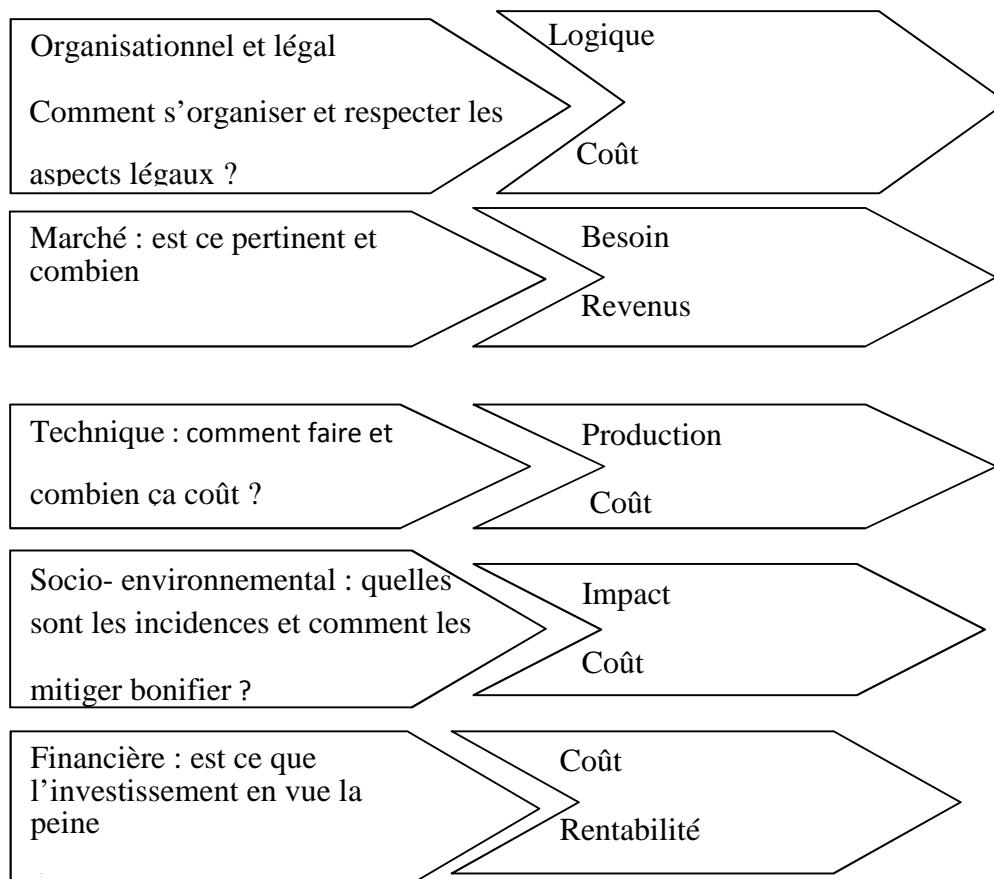 Organisationnel et légal
Comment s’organiser et respecter les
aspects légaux ?
Logique
Coût
Marché : est ce pertinent et
combien
Besoin
Revenus
Technique : comment faire et
combien ça coût ?
Production
Coût
Socio- environnemental : quelles
sont les incidences et comment les
mitiger bonifier ?
Impact
Coût
Financière : est ce que
l’investissement en vue la
peine
Coût
Rentabilité